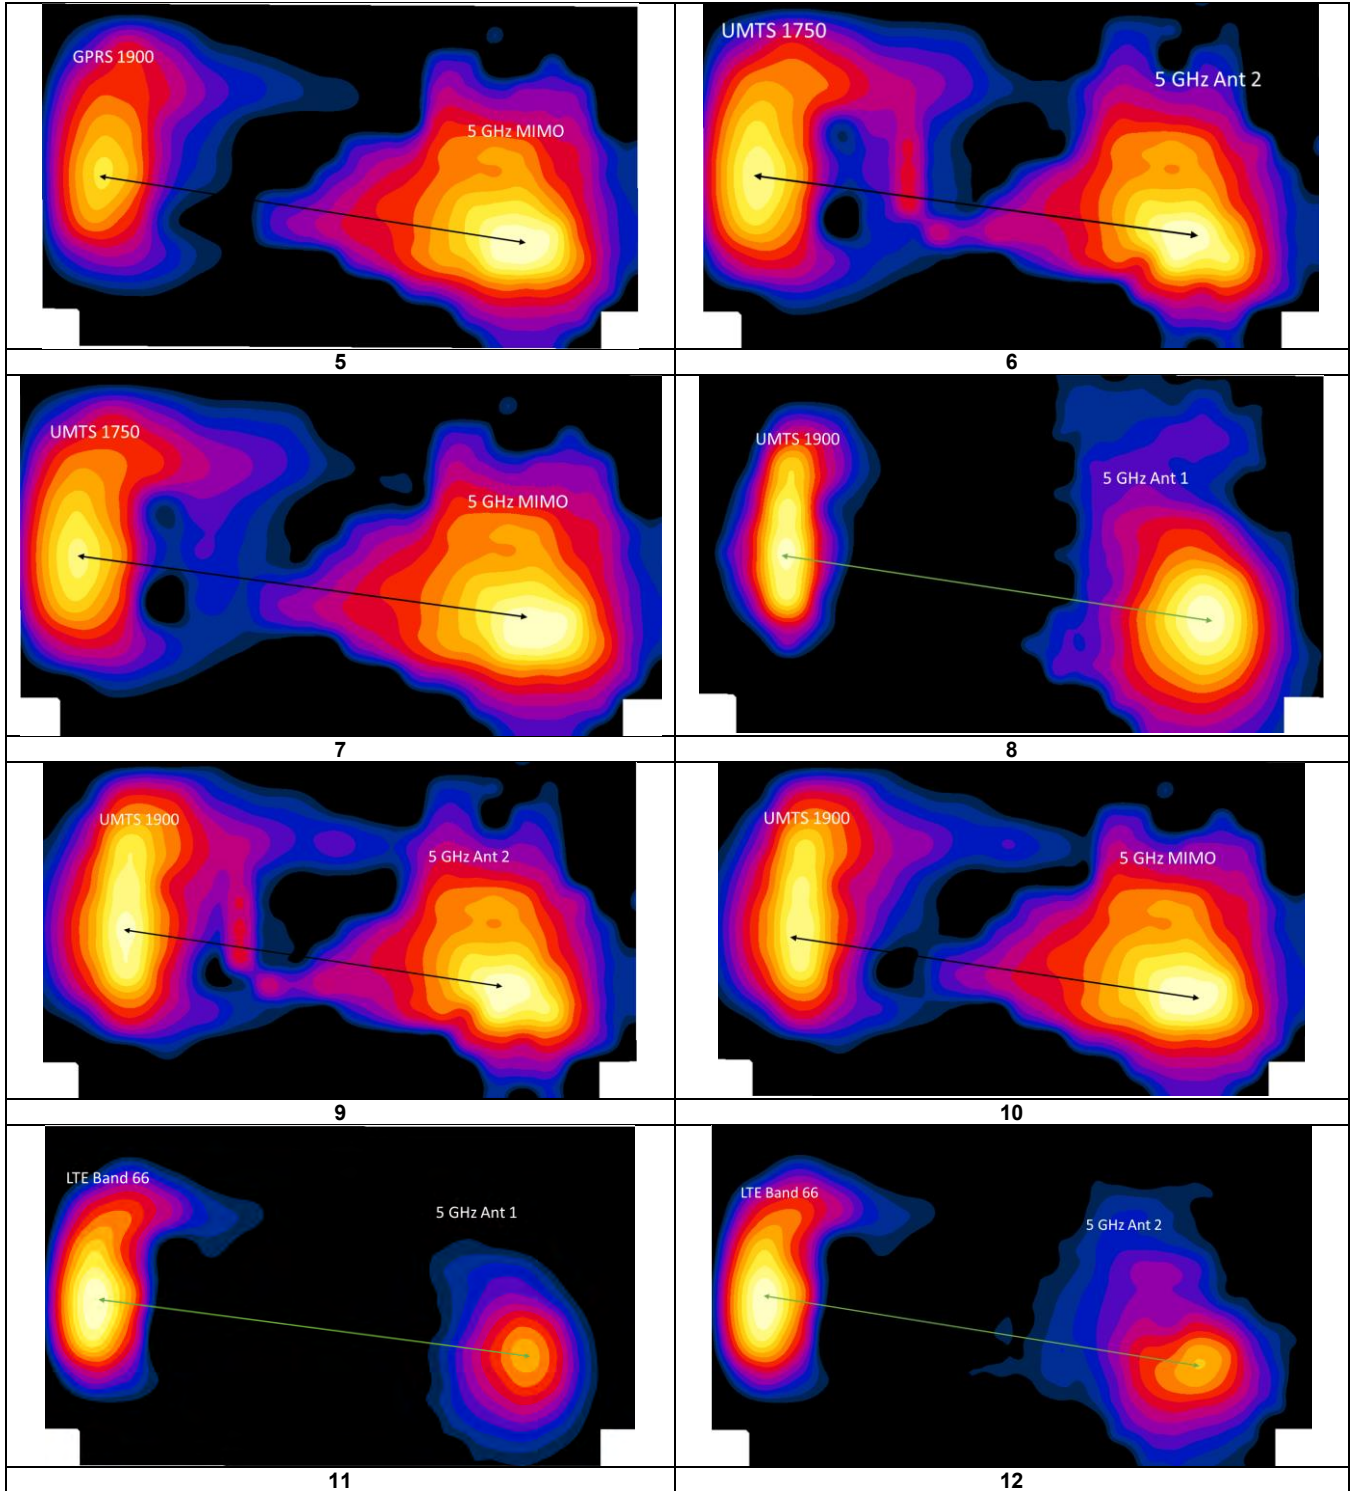 GPRS 1900
5 GHz MIMO
UMTS 1750
5 GHz Ant 2
5
6
UMTS 1750
5 GHz MIMO
UMTS 1900
5 GHz Ant 1
7
8
UMTS 1900
5 GHz Ant 2
UMTS 1900
5 GHz MIMO
9
10
LTE Band 66
5 GHz Ant 1
LTE Band 66
5 GHz Ant 2
11
12